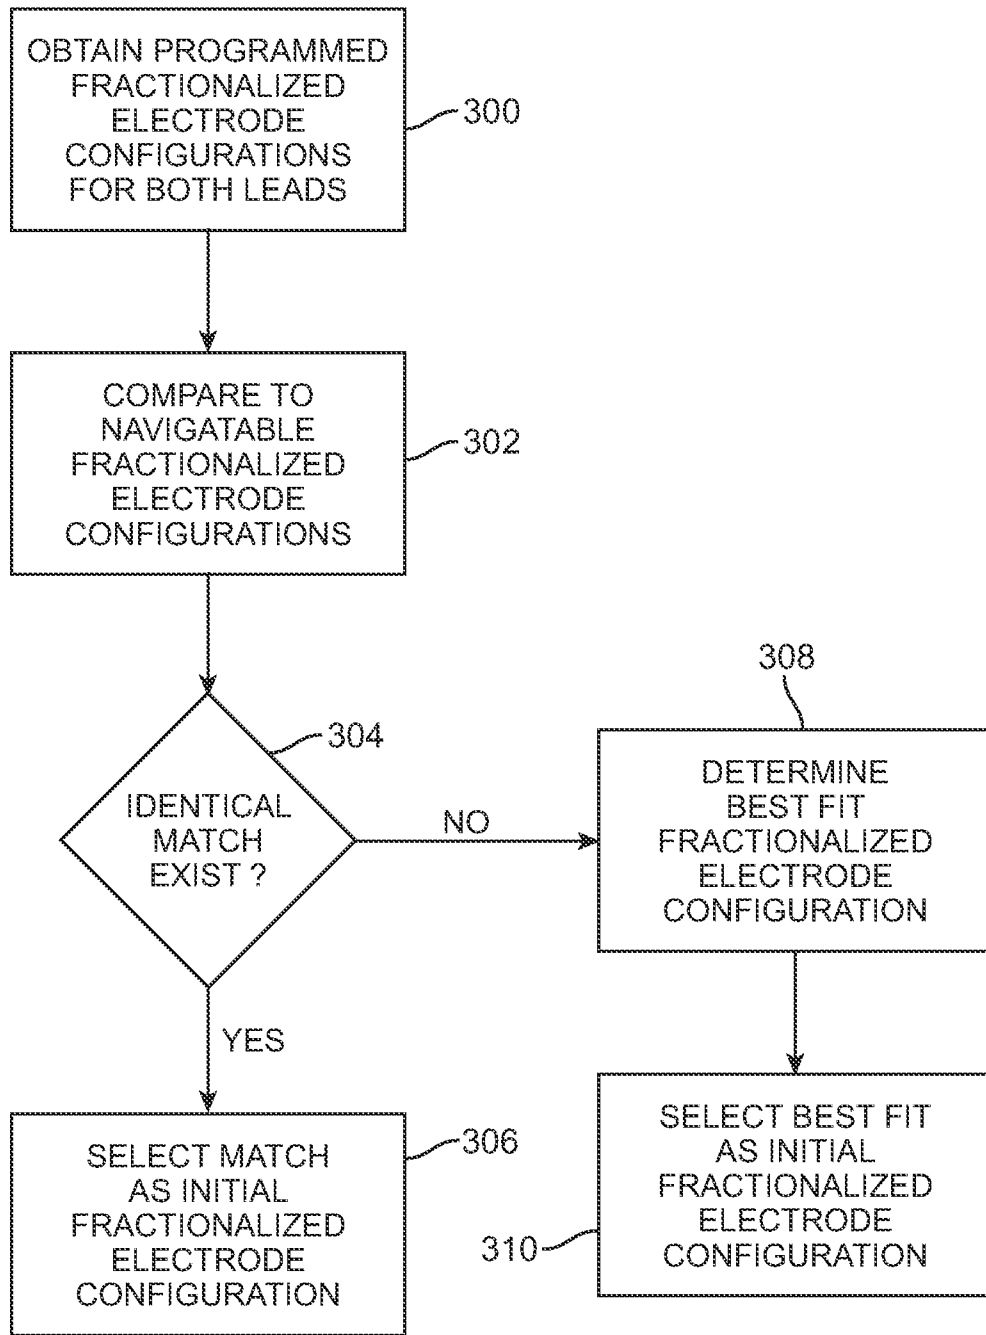 OBTAIN PROGRAMMED
FRACTIONALIZED
ELECTRODE
CONFIGURATIONS
FOR BOTH LEADS
300
COMPARE TO
NAVIGATABLE
FRACTIONALIZED
ELECTRODE
CONFIGURATIONS
302
IDENTICAL
MATCH
EXIST ?
304
NO
YES
SELECT MATCH
AS INITIAL
FRACTIONALIZED
ELECTRODE
CONFIGURATION
306
308
DETERMINE
BEST FIT
FRACTIONALIZED
ELECTRODE
CONFIGURATION
SELECT BEST FIT
AS INITIAL
FRACTIONALIZED
ELECTRODE
CONFIGURATION
310